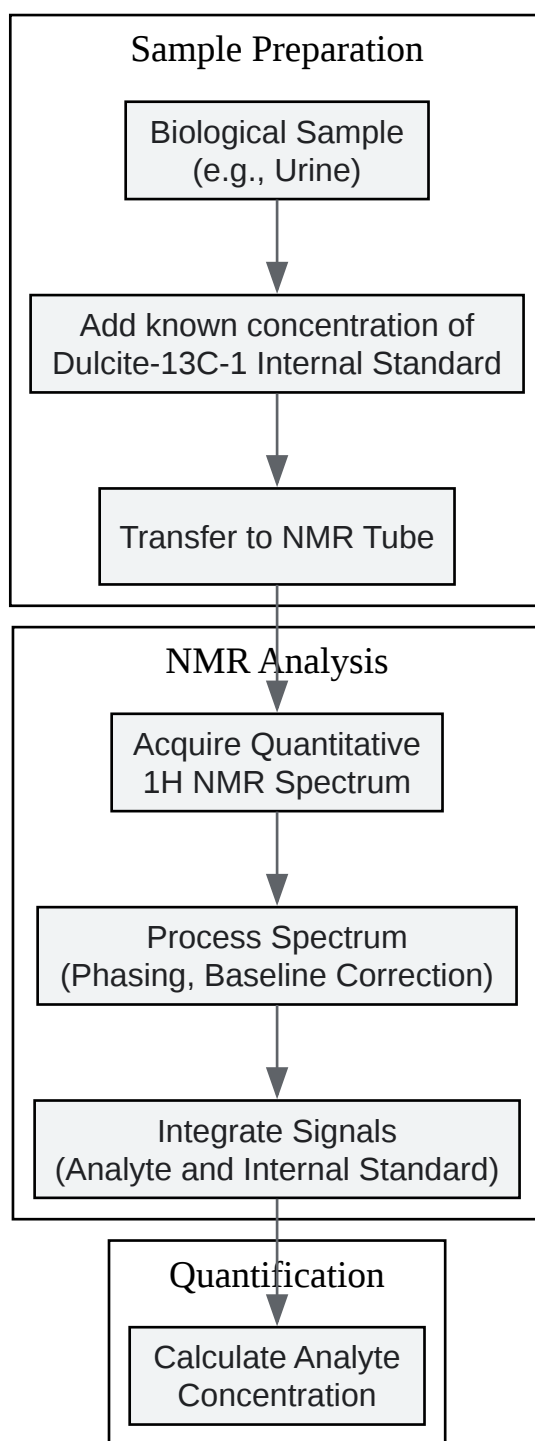 Sample Preparation
Biological Sample
(e.g., Urine)
Add known concentration of
Dulcite-13C-1 Internal Standard
Transfer to NMR Tube
NMR Analysis
Acquire Quantitative
1H NMR Spectrum
Process Spectrum
(Phasing, Baseline Correction)
Integrate Signals
(Analyte and Internal Standard)
Quantification
Calculate Analyte
Concentration